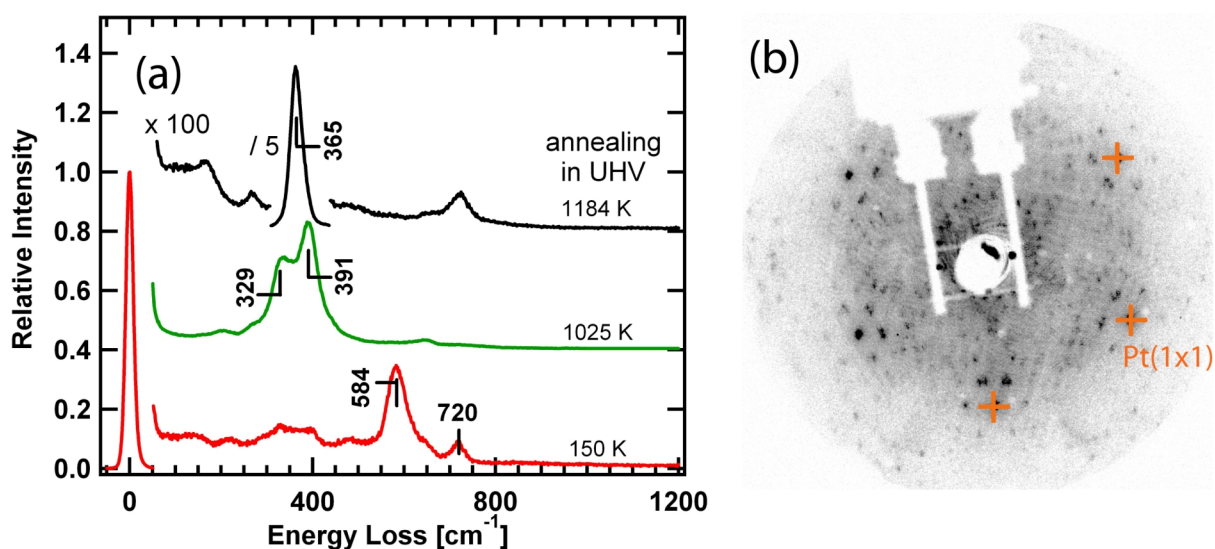 (a)
(b)
Relative Intensity
1.4
1.2
1.0
0.8
0.6
0.4
0.2
0.0
x 100
/ 5
365
annealing
in UHV
1184 K
329
391
1025 K
584
720
150 K
0
400
800
1200
Energy Loss [cm⁻¹]
Pt(1x1)